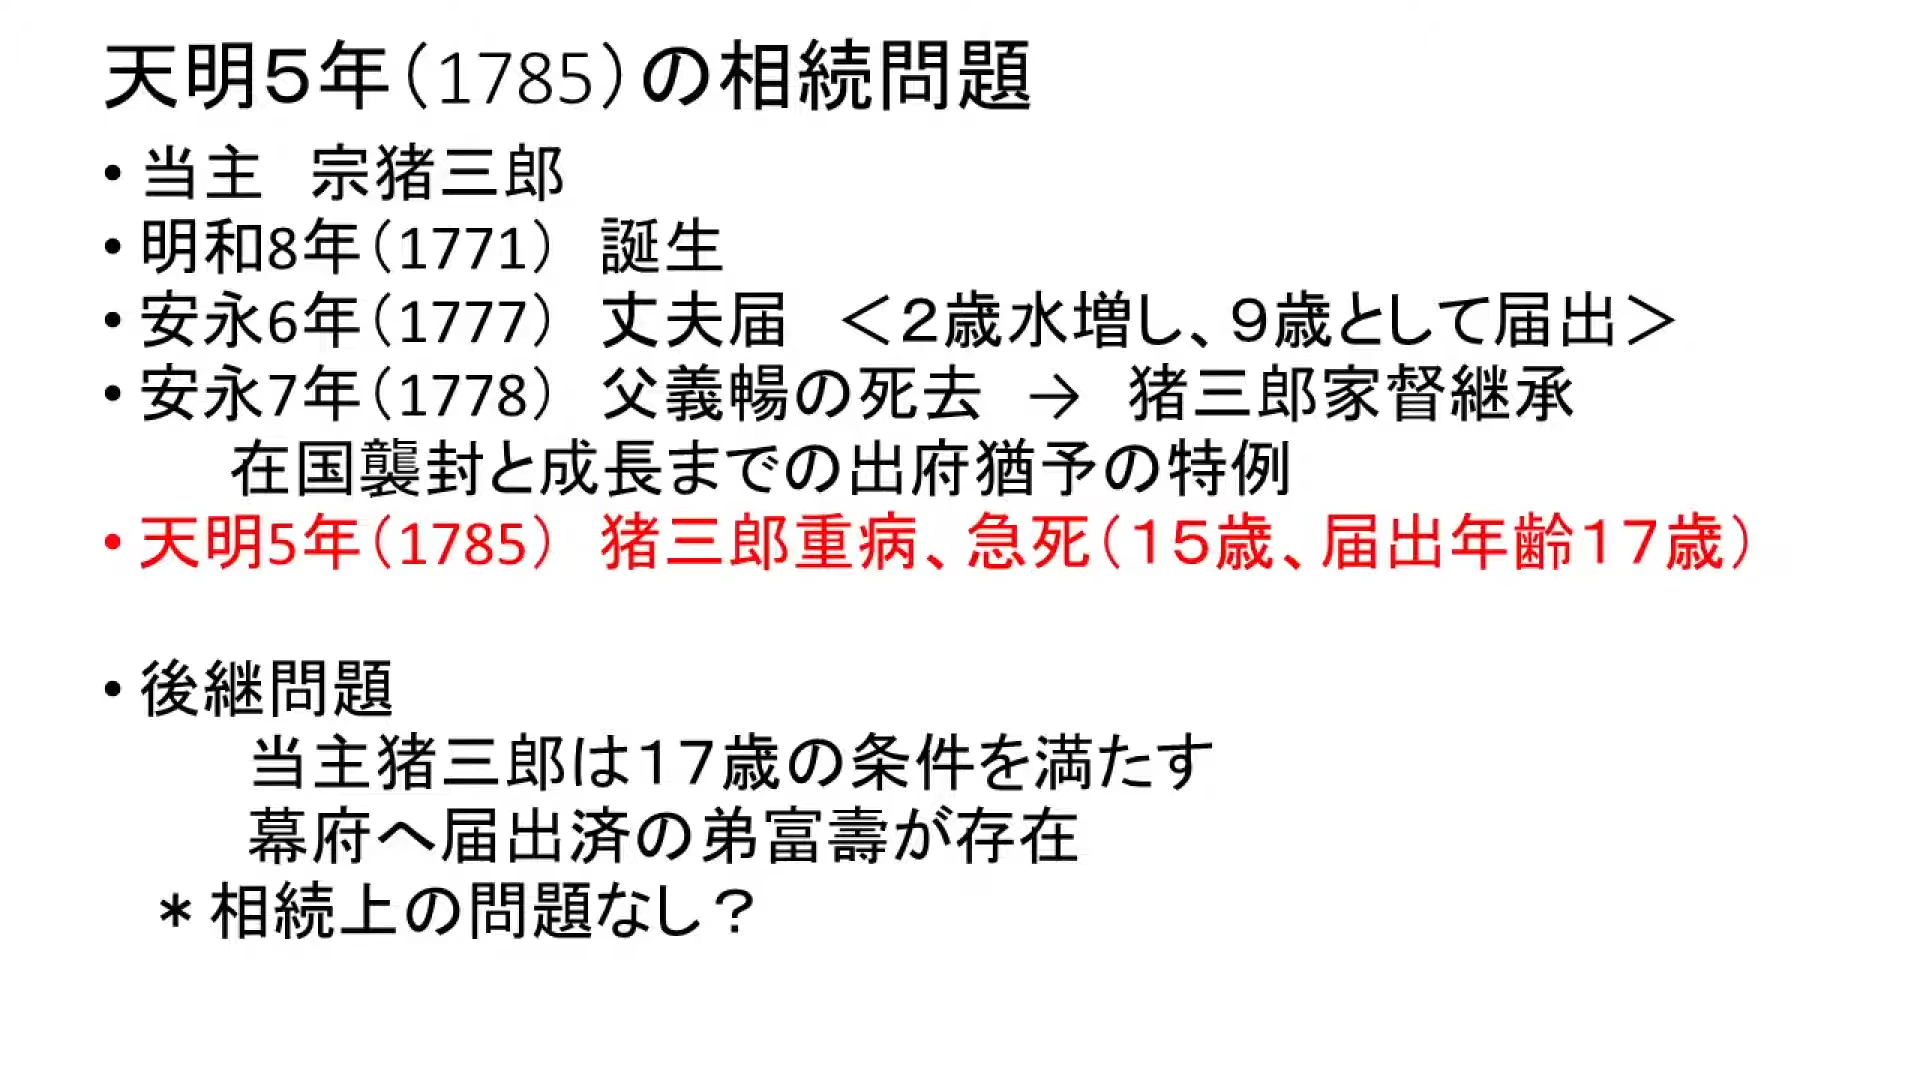 天明５年（1785）の相続問題
• 当主　宗猪三郎
• 明和8年（1771）　誕生
• 安永6年（1777）　丈夫届　＜２歳水増し、９歳として届出＞
• 安永7年（1778）　父義暢の死去　→　猪三郎家督継承
在国襲封と成長までの出府猶予の特例
• 天明5年（1785）　猪三郎重病、急死（１５歳、届出年齢１７歳）
• 後継問題
当主猪三郎は１７歳の条件を満たす
幕府へ届出済の弟富壽が存在
＊相続上の問題なし？